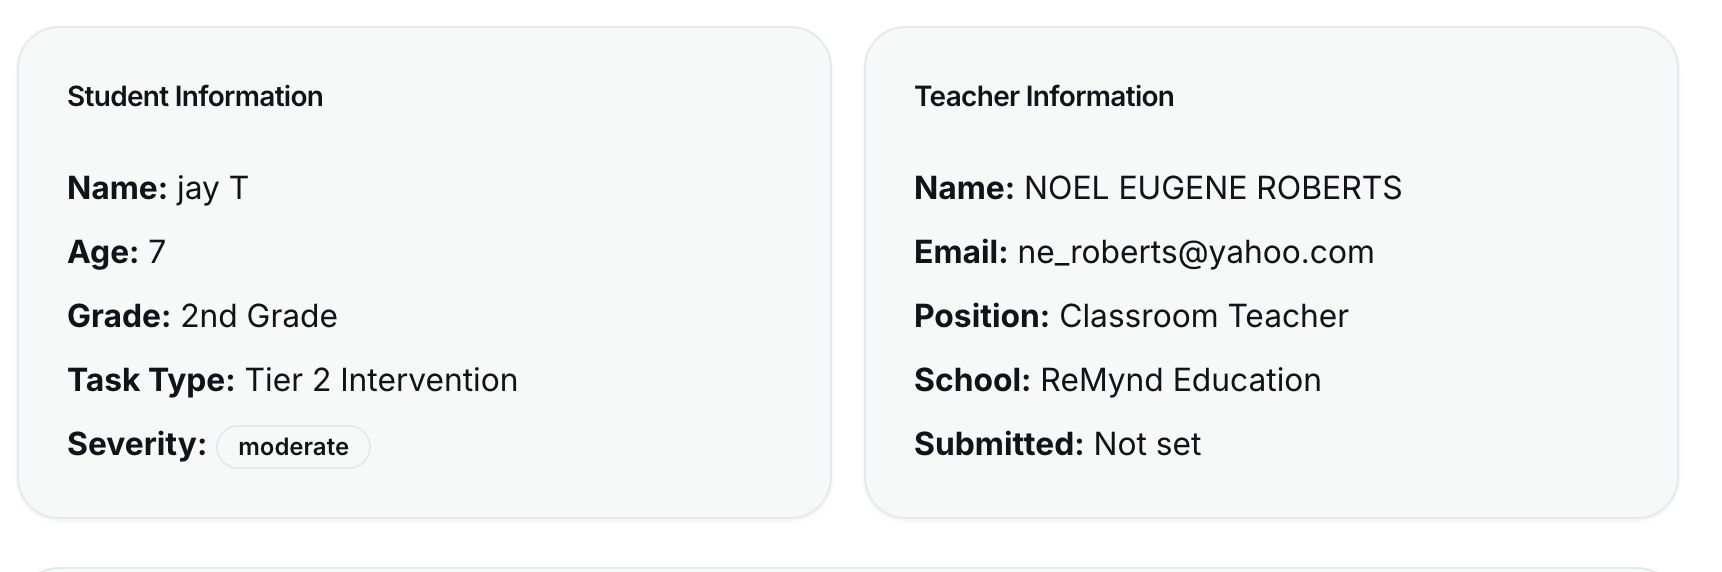 Student Information
Name: jay T
Age: 7
Grade: 2nd Grade
Task Type: Tier 2 Intervention
Severity: moderate
Teacher Information
Name: NOEL EUGENE ROBERTS
Email: ne_roberts@yahoo.com
Position: Classroom Teacher
School: ReMynd Education
Submitted: Not set